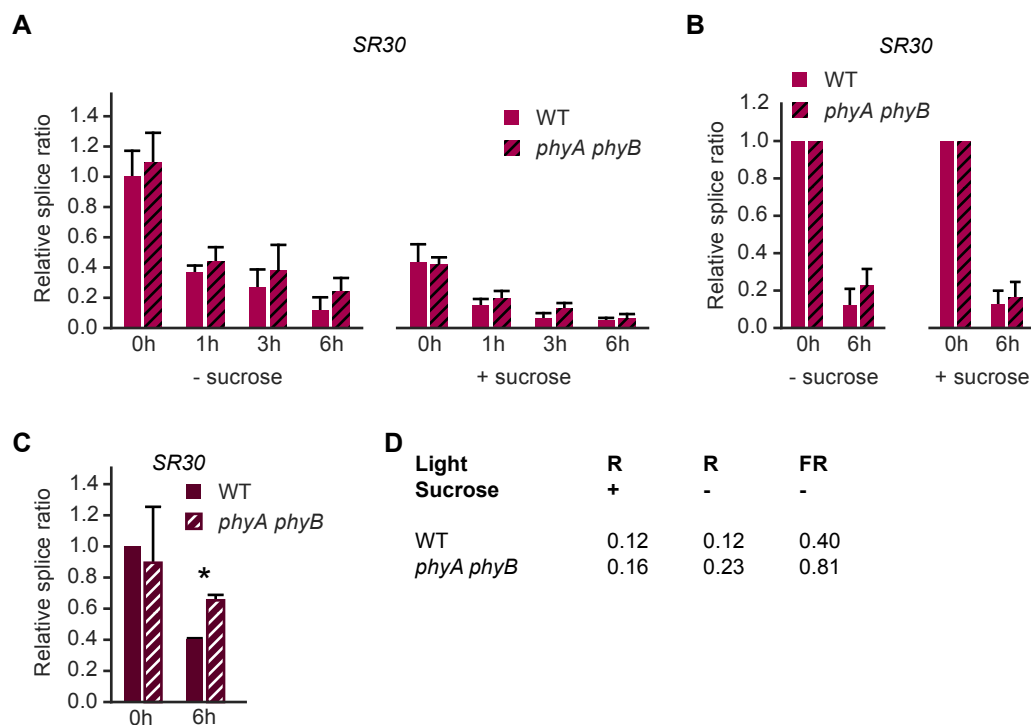 A
SR30
WT
phyA phyB
Relative splice ratio
1.4
1.2
1.0
0.8
0.6
0.4
0.2
0.0
0h 1h 3h 6h
- sucrose
0h 1h 3h 6h
+ sucrose
B
SR30
WT
phyA phyB
Relative splice ratio
1.2
1.0
0.8
0.6
0.4
0.2
0.0
0h 6h
- sucrose
0h 6h
+ sucrose
C
SR30
WT
phyA phyB
Relative splice ratio
1.4
1.2
1.0
0.8
0.6
0.4
0.2
0.0
*
0h 6h
D
Light R R FR
Sucrose + - -
WT 0.12 0.12 0.40
phyA phyB 0.16 0.23 0.81